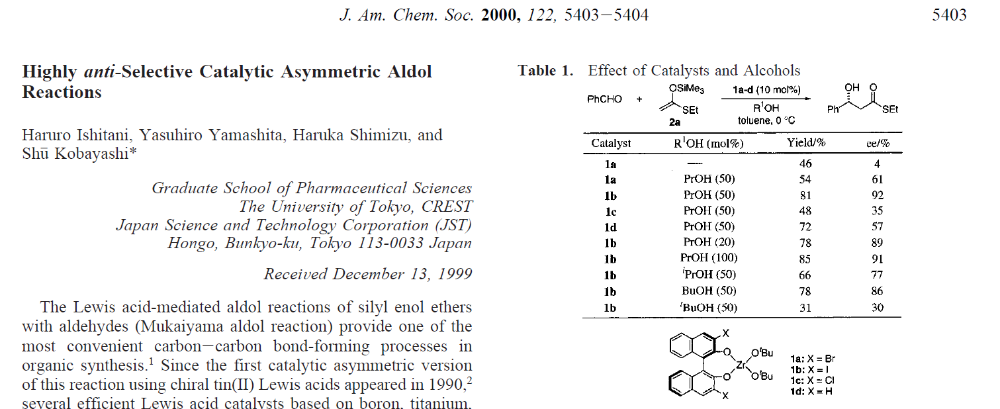 J. Am. Chem. Soc. 2000, 122, 5403−5404
5403
Highly anti-Selective Catalytic Asymmetric Aldol
Reactions
Haruro Ishitani, Yasuhiro Yamashita, Haruka Shimizu, and
Shū Kobayashi*
Graduate School of Pharmaceutical Sciences
The University of Tokyo, CREST
Japan Science and Technology Corporation (JST)
Hongo, Bunkyo-ku, Tokyo 113-0033 Japan
Received December 13, 1999
The Lewis acid-mediated aldol reactions of silyl enol ethers
with aldehydes (Mukaiyama aldol reaction) provide one of the
most convenient carbon−carbon bond-forming processes in
organic synthesis.1 Since the first catalytic asymmetric version
of this reaction using chiral tin(II) Lewis acids appeared in 1990,2
several efficient Lewis acid catalysts based on boron, titanium,
Table 1. Effect of Catalysts and Alcohols
PhCHO + OSiMe3 SEt 2a
1a-d (10 mol%)
R1OH
toluene, 0 °C
OH O Ph SEt
Catalyst R1OH (mol%) Yield/% ee/%
1a — 46 4
1a PrOH (50) 54 61
1b PrOH (50) 81 92
1c PrOH (50) 48 35
1d PrOH (50) 72 57
1b PrOH (20) 78 89
1b PrOH (100) 85 91
1b iPrOH (50) 66 77
1b BuOH (50) 78 86
1b tBuOH (50) 31 30
X
O OtBu
Zr
O OtBu
X
1a: X = Br
1b: X = I
1c: X = Cl
1d: X = H